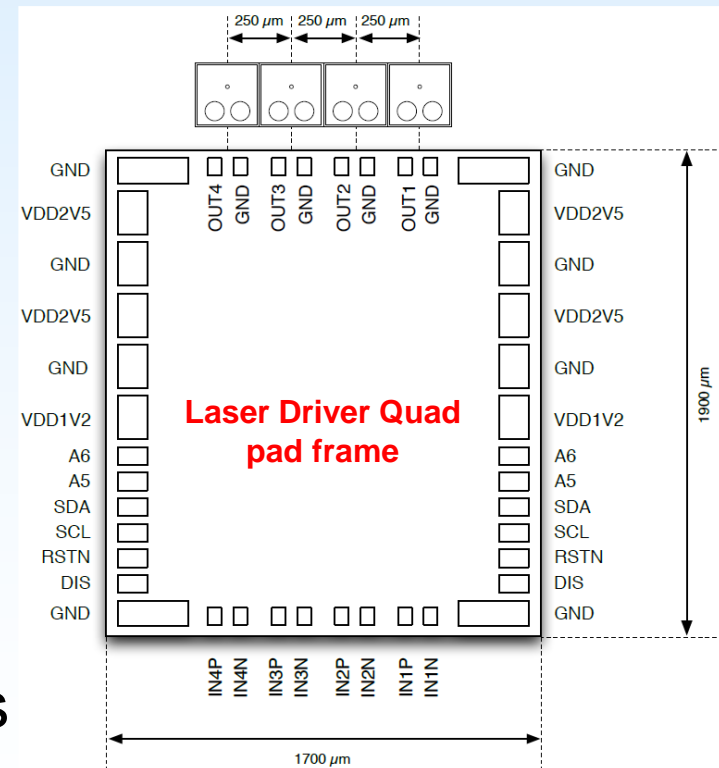 250 µm 250 µm 250 µm
GND
VDD2V5
GND
VDD2V5
GND
VDD1V2
A6
A5
SDA
SCL
RSTN
DIS
GND
OUT4
GND
OUT3
GND
OUT2
GND
OUT1
GND
Laser Driver Quad
pad frame
GND
VDD2V5
GND
VDD2V5
GND
VDD1V2
A6
A5
SDA
SCL
RSTN
DIS
GND
1900 µm
IN4P
IN4N
IN3P
IN3N
IN2P
IN2N
IN1P
IN1N
s
1700 µm